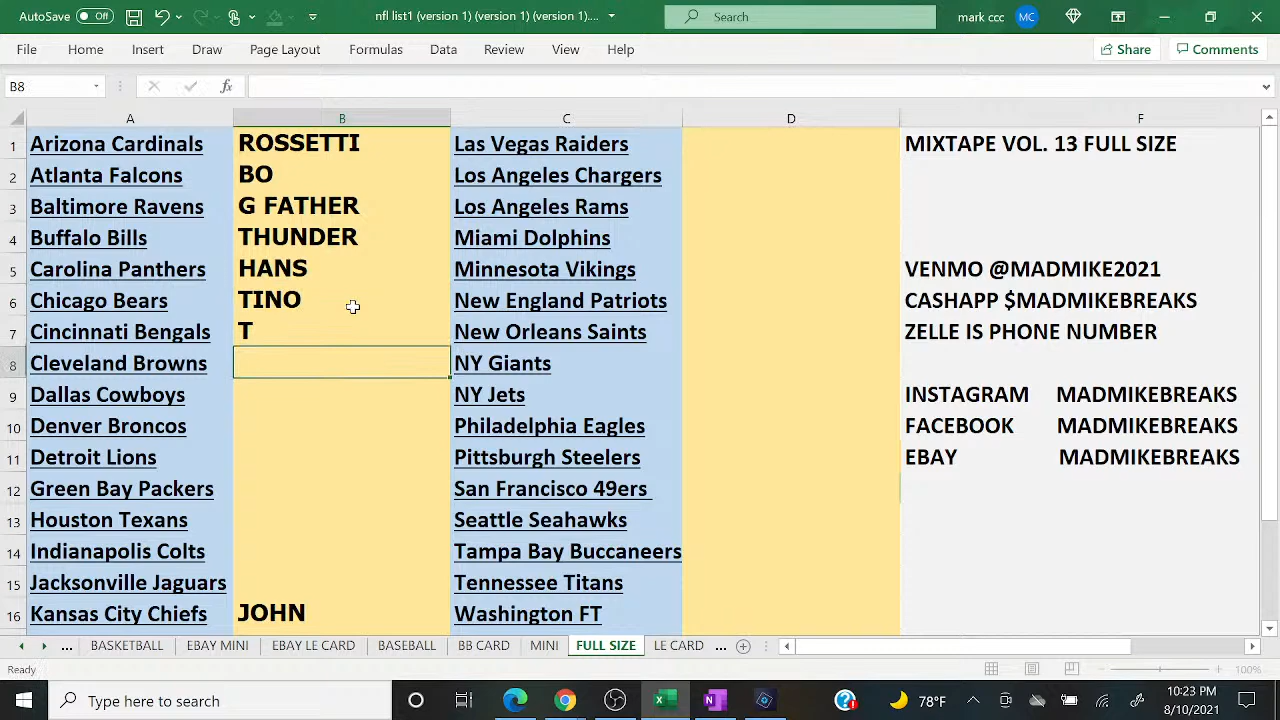 AutoSave Off nfl list1 (version 1) (version 1) (version 1)... Search mark ccc MC
File Home Insert Draw Page Layout Formulas Data Review View Help Share Comments
B8 fx
A B C D F
1 Arizona Cardinals ROSSETTI Las Vegas Raiders MIXTAPE VOL. 13 FULL SIZE
2 Atlanta Falcons BO Los Angeles Chargers
3 Baltimore Ravens G FATHER Los Angeles Rams
4 Buffalo Bills THUNDER Miami Dolphins
5 Carolina Panthers HANS Minnesota Vikings VENMO @MADMIKE2021
6 Chicago Bears TINO New England Patriots CASHAPP $MADMIKEBREAKS
7 Cincinnati Bengals T New Orleans Saints ZELLE IS PHONE NUMBER
8 Cleveland Browns NY Giants
9 Dallas Cowboys NY Jets INSTAGRAM MADMIKEBREAKS
10 Denver Broncos Philadelphia Eagles FACEBOOK MADMIKEBREAKS
11 Detroit Lions Pittsburgh Steelers EBAY MADMIKEBREAKS
12 Green Bay Packers San Francisco 49ers
13 Houston Texans Seattle Seahawks
14 Indianapolis Colts Tampa Bay Buccaneers
15 Jacksonville Jaguars Tennessee Titans
16 Kansas City Chiefs JOHN Washington FT
... BASKETBALL EBAY MINI EBAY LE CARD BASEBALL BB CARD MINI FULL SIZE LE CARD ...
Ready 100%
Type here to search 78°F 10:23 PM
8/10/2021